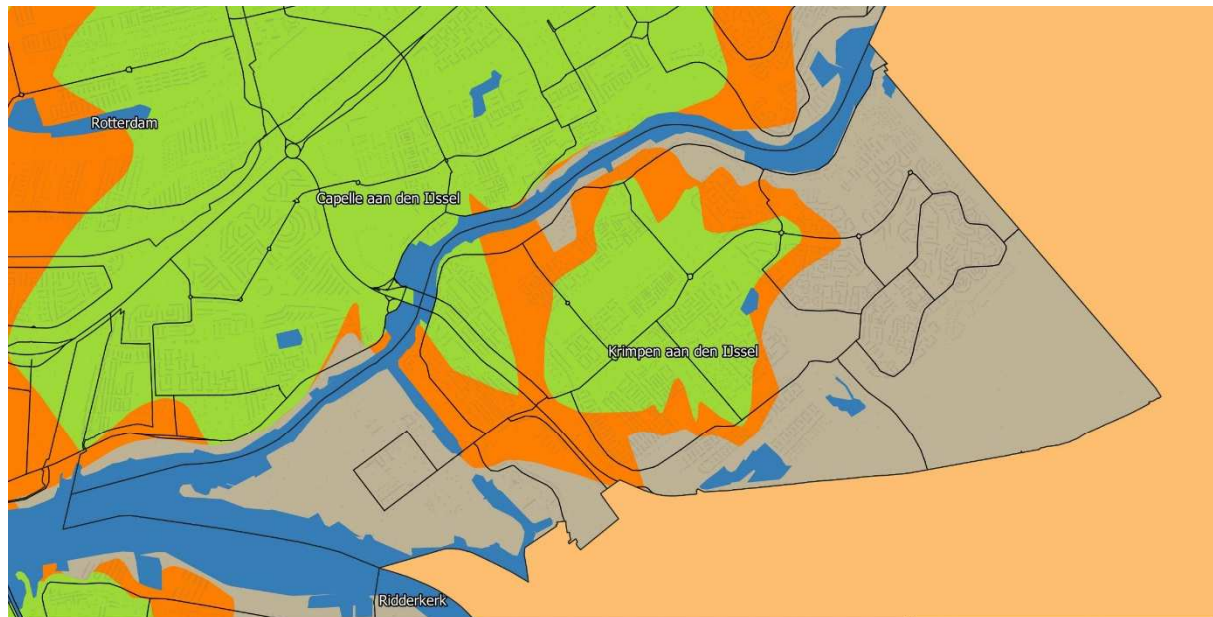 Rotterdam
Capelle aan den IJssel
Krimpen aan den IJssel
Ridderkerk